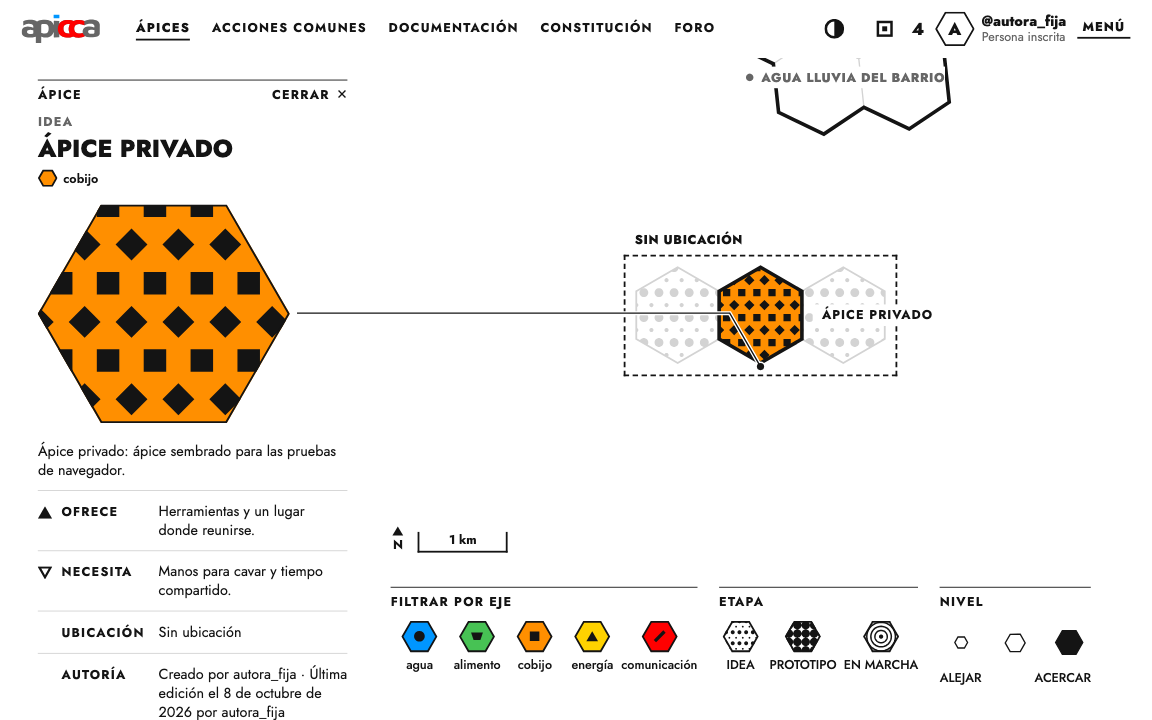 apicca
ÁPICES
ACCIONES COMUNES
DOCUMENTACIÓN
CONSTITUCIÓN
FORO
4
A
@autora_fija
Persona inscrita
MENÚ
ÁPICE
CERRAR ×
IDEA
ÁPICE PRIVADO
cobijo
Ápice privado: ápice sembrado para las pruebas
de navegador.
OFRECE
Herramientas y un lugar
donde reunirse.
NECESITA
Manos para cavar y tiempo
compartido.
UBICACIÓN
Sin ubicación
AUTORÍA
Creado por autora_fija · Última
edición el 8 de octubre de
2026 por autora_fija
AGUA LLUVIA DEL BARRIO
SIN UBICACIÓN
ÁPICE PRIVADO
N
1 km
FILTRAR POR EJE
agua
alimento
cobijo
energía
comunicación
ETAPA
IDEA
PROTOTIPO
EN MARCHA
NIVEL
ALEJAR
ACERCAR